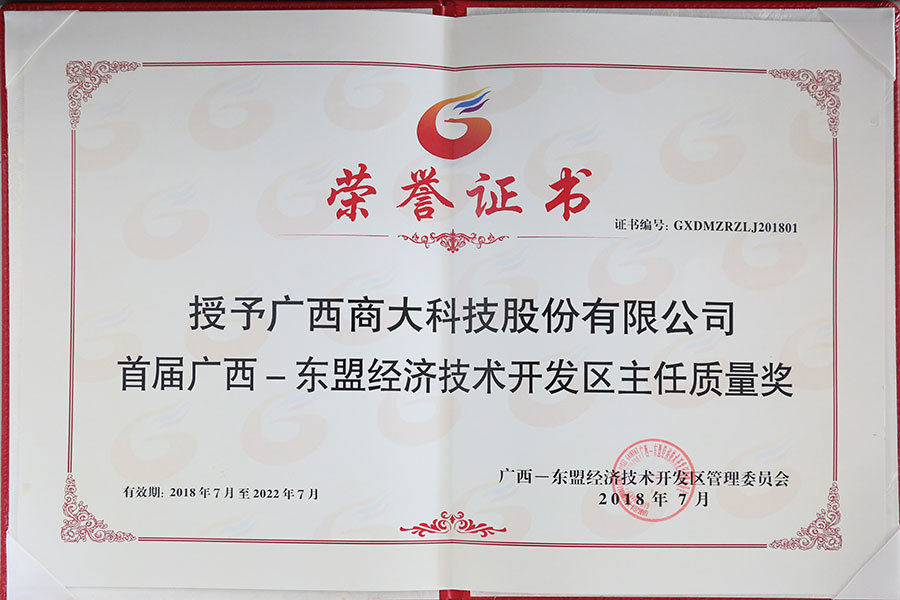 荣誉证书
证书编号: GXDMZRZLJ201801
授予广西商大科技股份有限公司
首届广西－东盟经济技术开发区主任质量奖
广西－东盟经济技术开发区管理委员会
有效期: 2018年7月至2022年7月
2018年7月